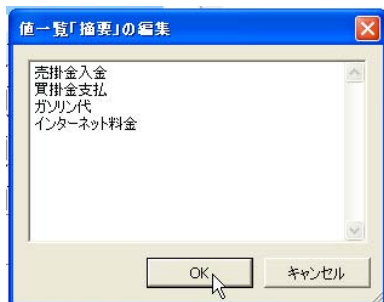 値一覧「摘要」の編集
売掛金入金
買掛金支払
ガソリン代
インターネット料金
OK
キャンセル